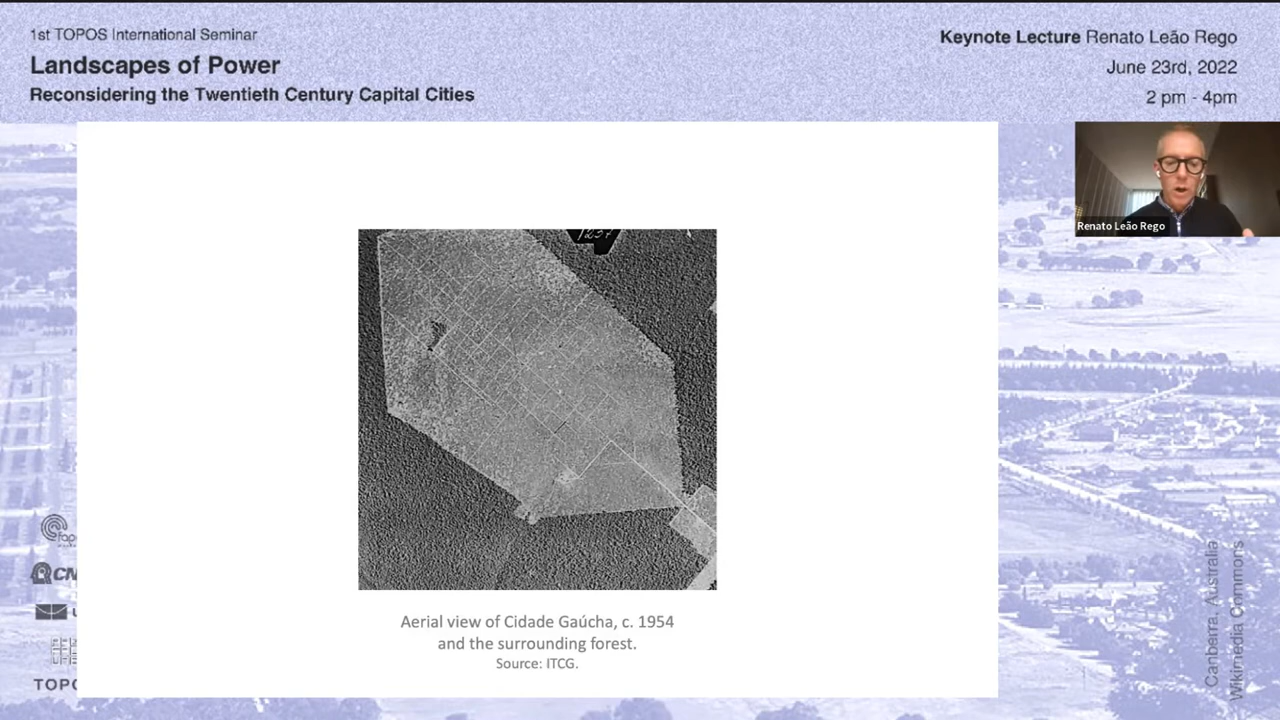 1st TOPOS International Seminar
Landscapes of Power
Reconsidering the Twentieth Century Capital Cities
Keynote Lecture Renato Leão Rego
June 23rd, 2022
2 pm - 4pm
Renato Leão Rego
Aerial view of Cidade Gaúcha, c. 1954
and the surrounding forest.
Source: ITCG.
TOPO
Canberra, Australia
Wikimedia Commons